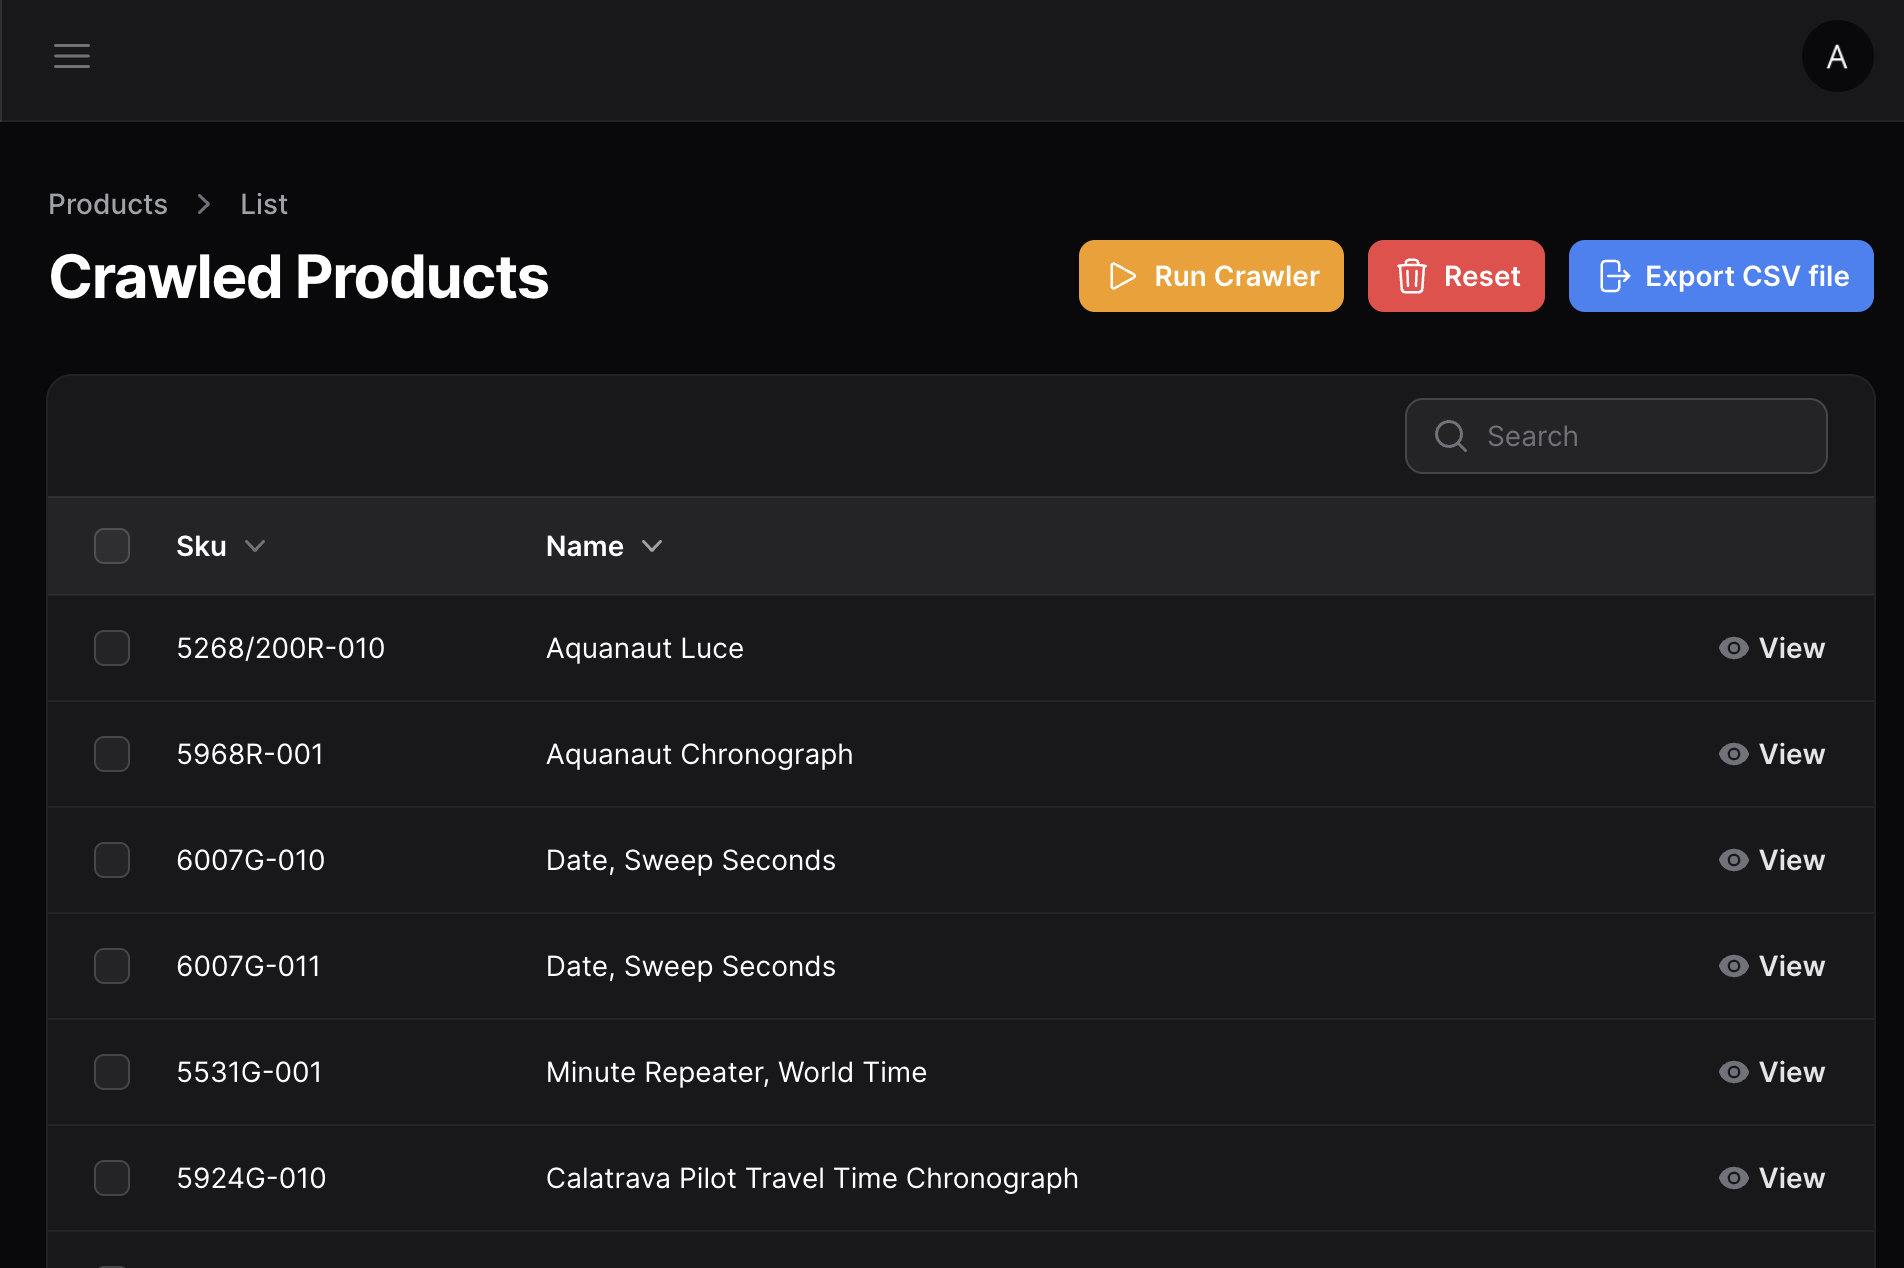 A
Products List
Crawled Products
Run Crawler
Reset
Export CSV file
Search
Sku Name
5268/200R-010 Aquanaut Luce View
5968R-001 Aquanaut Chronograph View
6007G-010 Date, Sweep Seconds View
6007G-011 Date, Sweep Seconds View
5531G-001 Minute Repeater, World Time View
5924G-010 Calatrava Pilot Travel Time Chronograph View